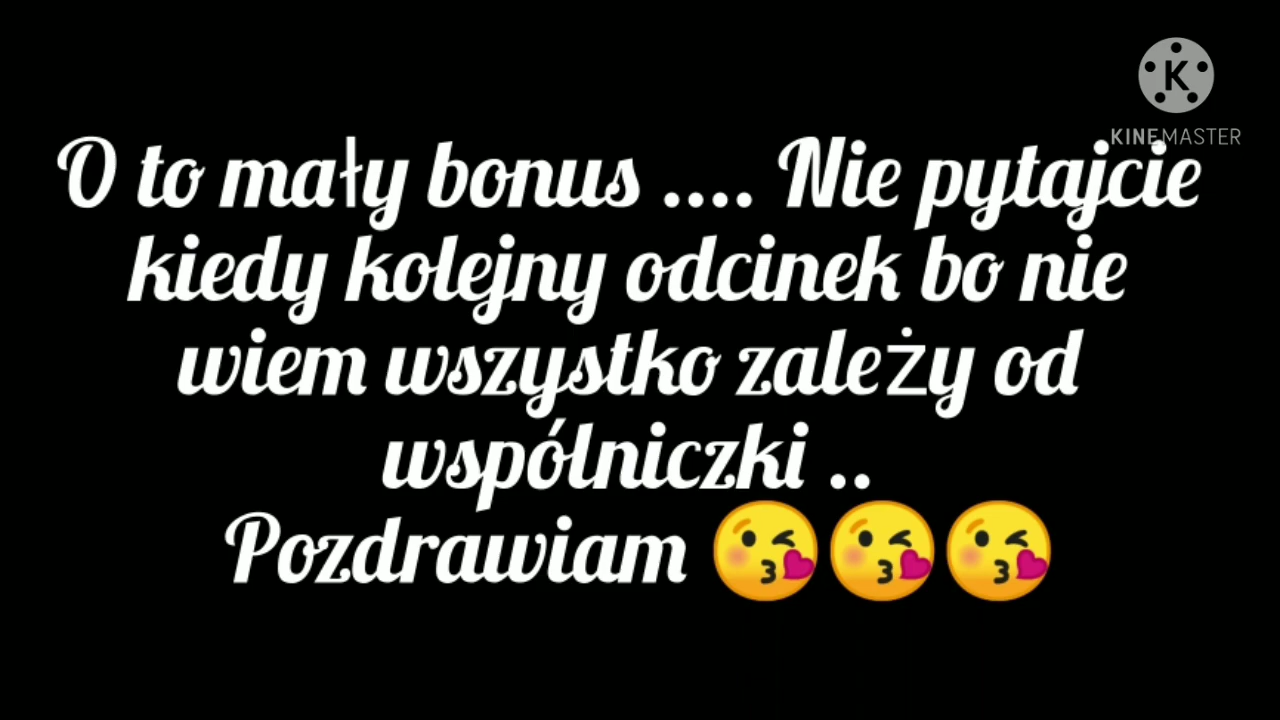 K
KINEMASTER
O to mały bonus .... Nie pytajcie
kiedy kolejny odcinek bo nie
wiem wszystko zależy od
wspólniczki ..
Pozdrawiam 😘😘😘